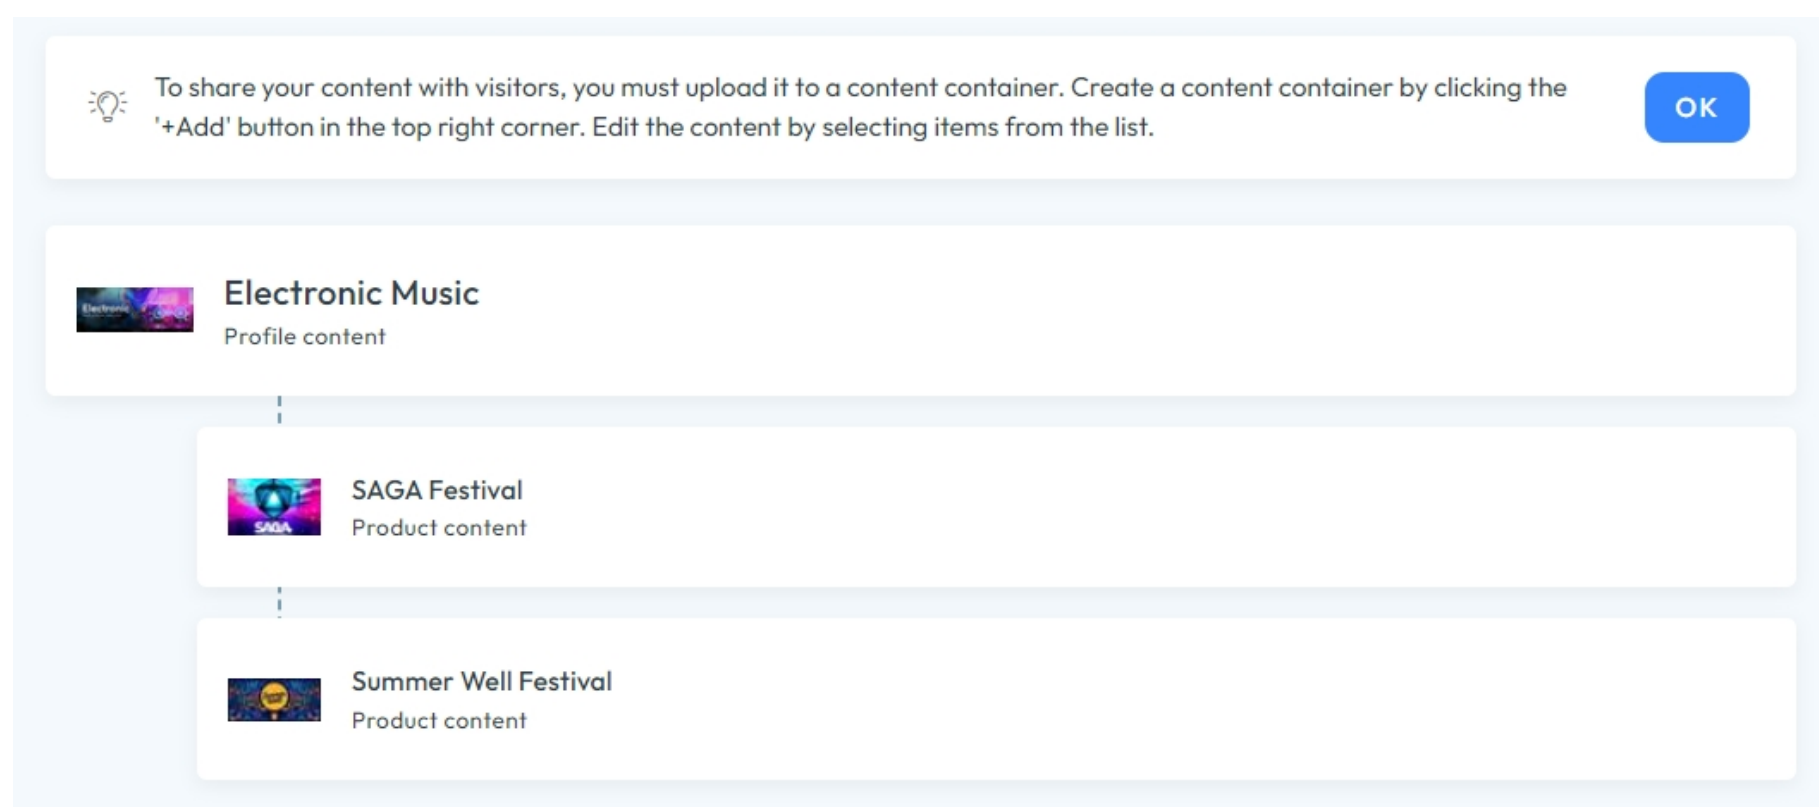 To share your content with visitors, you must upload it to a content container. Create a content container by clicking the
'+Add' button in the top right corner. Edit the content by selecting items from the list.
OK
Electronic Music
Profile content
Electronic
SAGA Festival
Product content
SAGA
Summer Well Festival
Product content